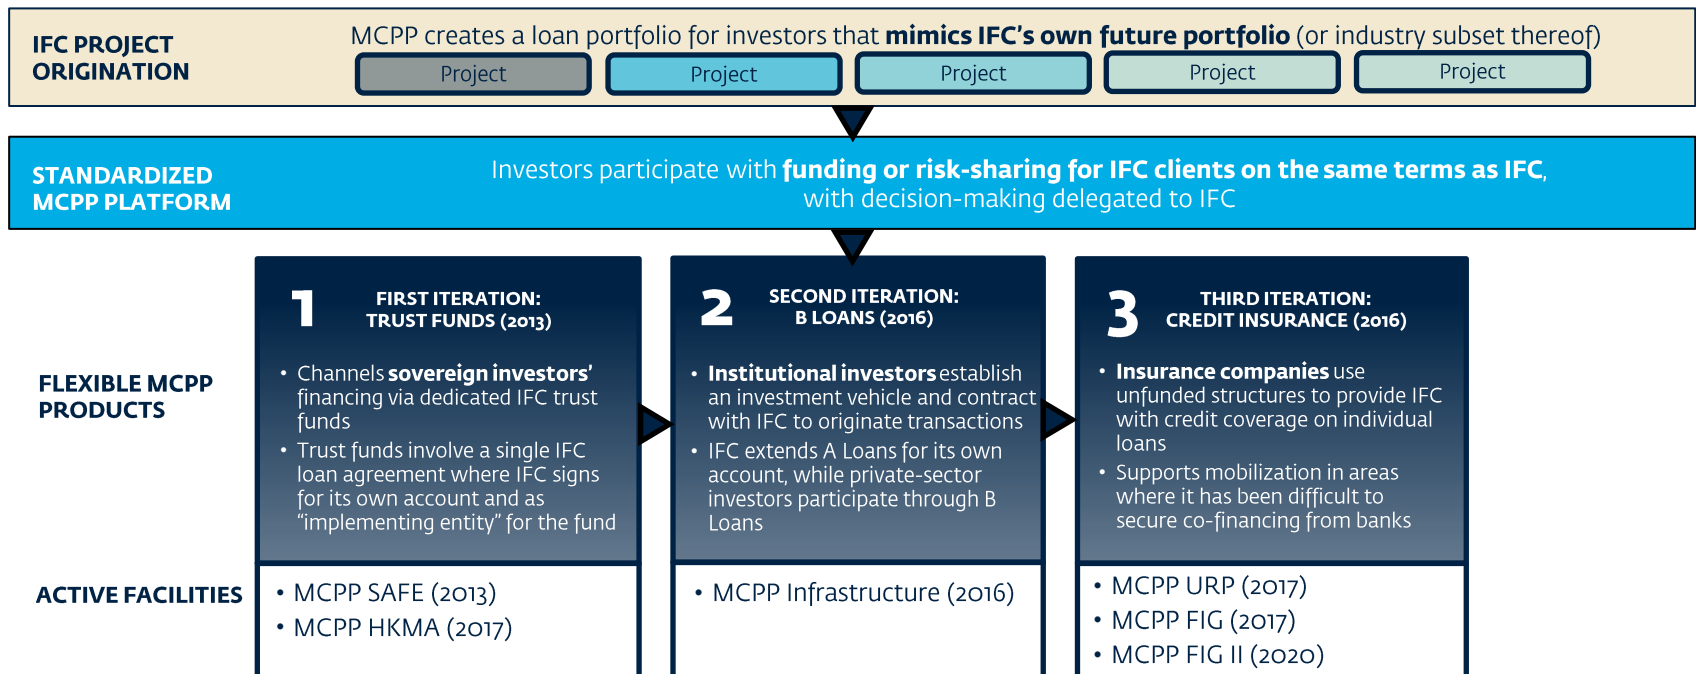 IFC PROJECT
ORIGINATION
MCPP creates a loan portfolio for investors that mimics IFC's own future portfolio (or industry subset thereof)
Project
Project
Project
Project
Project
STANDARDIZED
MCPP PLATFORM
Investors participate with funding or risk-sharing for IFC clients on the same terms as IFC,
with decision-making delegated to IFC
FLEXIBLE MCPP
PRODUCTS
1
FIRST ITERATION:
TRUST FUNDS (2013)
• Channels sovereign investors'
financing via dedicated IFC trust
funds
• Trust funds involve a single IFC
loan agreement where IFC signs
for its own account and as
“implementing entity” for the fund
2
SECOND ITERATION:
B LOANS (2016)
• Institutional investors establish
an investment vehicle and contract
with IFC to originate transactions
• IFC extends A Loans for its own
account, while private-sector
investors participate through B
Loans
3
THIRD ITERATION:
CREDIT INSURANCE (2016)
• Insurance companies use
unfunded structures to provide IFC
with credit coverage on individual
loans
• Supports mobilization in areas
where it has been difficult to
secure co-financing from banks
ACTIVE FACILITIES
• MCPP SAFE (2013)
• MCPP HKMA (2017)
• MCPP Infrastructure (2016)
• MCPP URP (2017)
• MCPP FIG (2017)
• MCPP FIG II (2020)